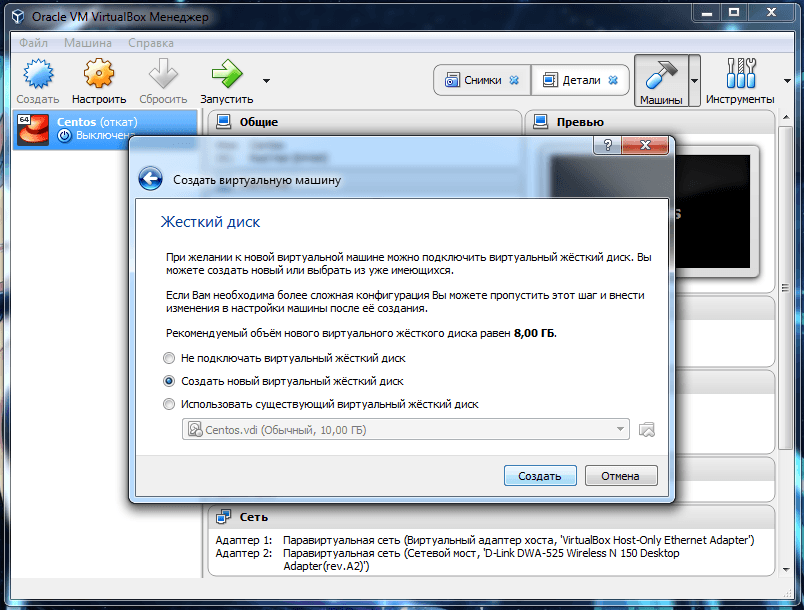 Oracle VM VirtualBox Менеджер
Файл Машина Справка
Создать Настроить Сбросить Запустить
Снимки Детали
Машины Инструменты
64 Centos (откат)
Выключена
Общие
Превью
Создать виртуальную машину
Жесткий диск
При желании к новой виртуальной машине можно подключить виртуальный жёсткий диск. Вы
можете создать новый или выбрать из уже имеющихся.
Если Вам необходима более сложная конфигурация Вы можете пропустить этот шаг и внести
изменения в настройки машины после её создания.
Рекомендуемый объём нового виртуального жёсткого диска равен 8,00 ГБ.
Не подключать виртуальный жёсткий диск
Создать новый виртуальный жёсткий диск
Использовать существующий виртуальный жёсткий диск
Centos.vdi (Обычный, 10,00 ГБ)
Создать Отмена
Сеть
Адаптер 1: Паравиртуальная сеть (Виртуальный адаптер хоста, 'VirtualBox Host-Only Ethernet Adapter')
Адаптер 2: Паравиртуальная сеть (Сетевой мост, 'D-Link DWA-525 Wireless N 150 Desktop
Adapter(rev.A2)')